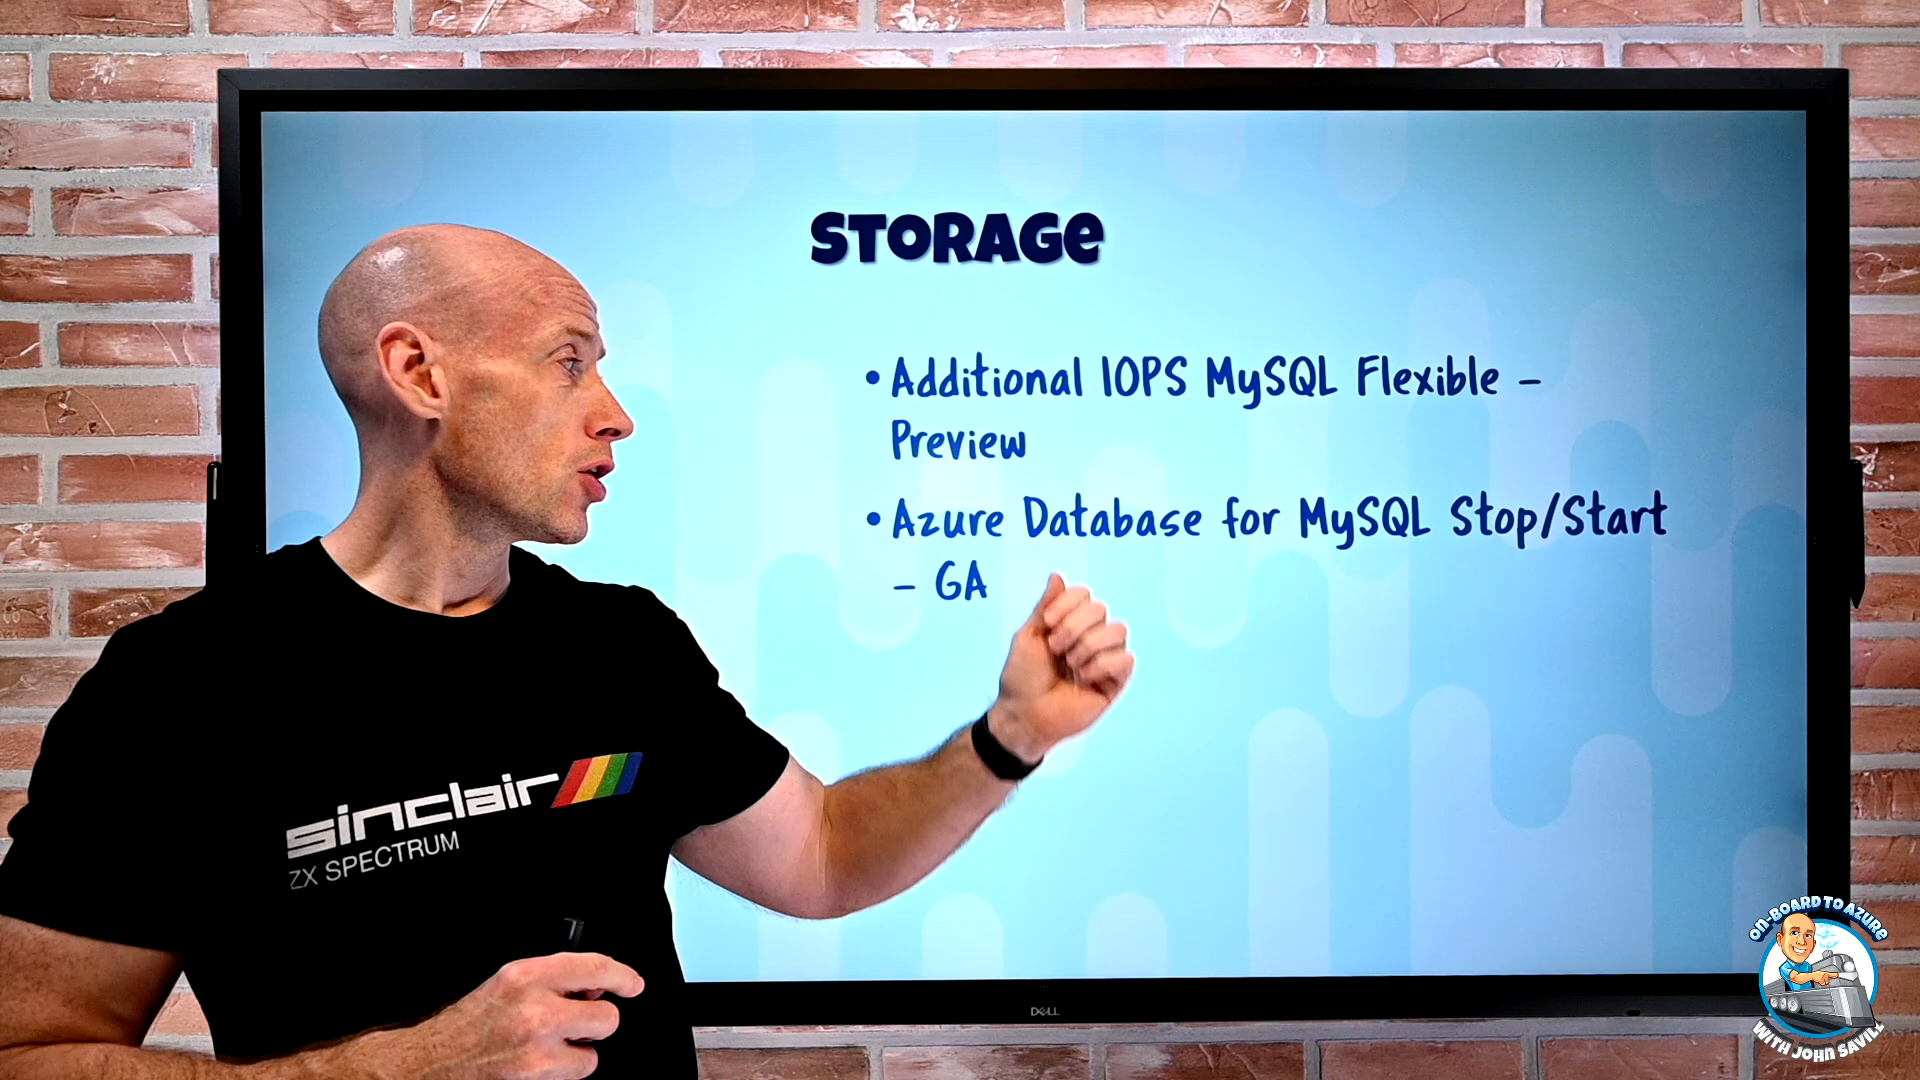 STORAGE
• Additional IOPS MySQL Flexible –
Preview
• Azure Database for MySQL Stop/Start
– GA
sinclair
ZX SPECTRUM
DELL
ON-BOARD TO AZURE
WITH JOHN SAVILL